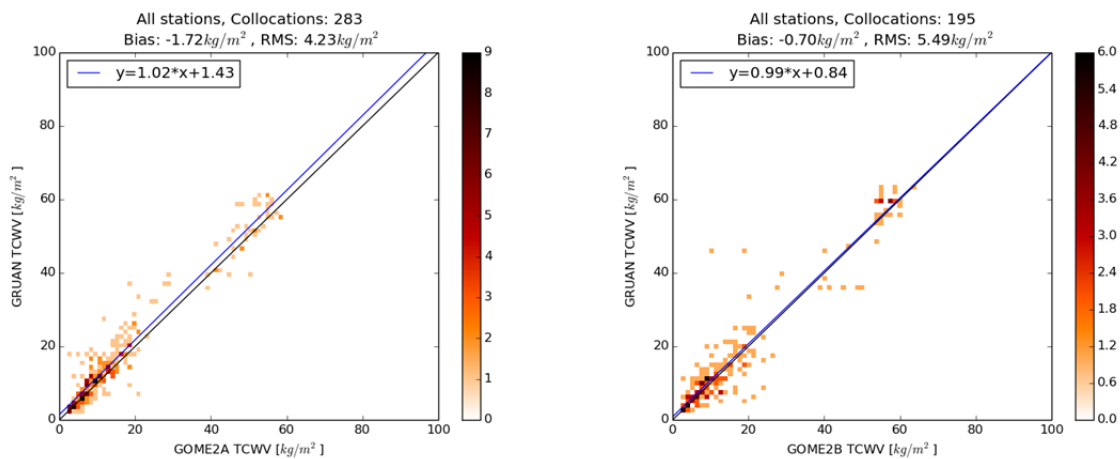 All stations, Collocations: 283
Bias: -1.72kg/m² , RMS: 4.23kg/m²
y=1.02*x+1.43
GRUAN TCWV [kg/m² ]
100
80
60
40
20
0
0 20 40 60 80 100
GOME2A TCWV [kg/m² ]
9
8
7
6
5
4
3
2
1
0
All stations, Collocations: 195
Bias: -0.70kg/m² , RMS: 5.49kg/m²
y=0.99*x+0.84
GRUAN TCWV [kg/m² ]
100
80
60
40
20
0
0 20 40 60 80 100
GOME2B TCWV [kg/m² ]
6.0
5.4
4.8
4.2
3.6
3.0
2.4
1.8
1.2
0.6
0.0